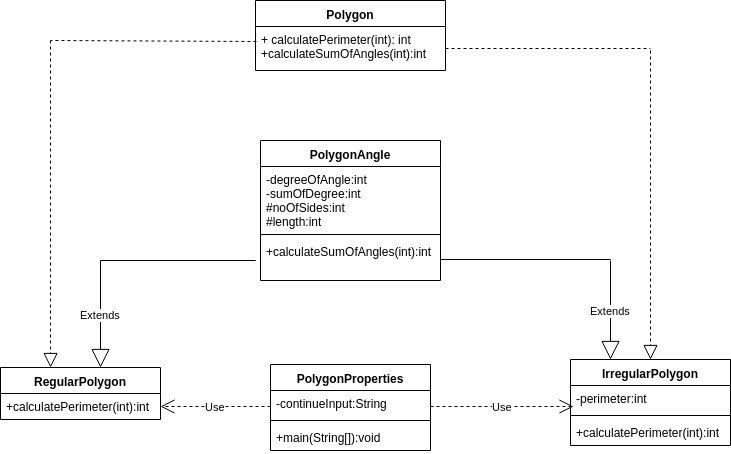 Polygon
+ calculatePerimeter(int): int
+calculateSumOfAngles(int):int
PolygonAngle
-degreeOfAngle:int
-sumOfDegree:int
#noOfSides:int
#length:int
+calculateSumOfAngles(int):int
Extends
Extends
RegularPolygon
+calculatePerimeter(int):int
Use
PolygonProperties
-continueInput:String
+main(String[]):void
Use
IrregularPolygon
-perimeter:int
+calculatePerimeter(int):int